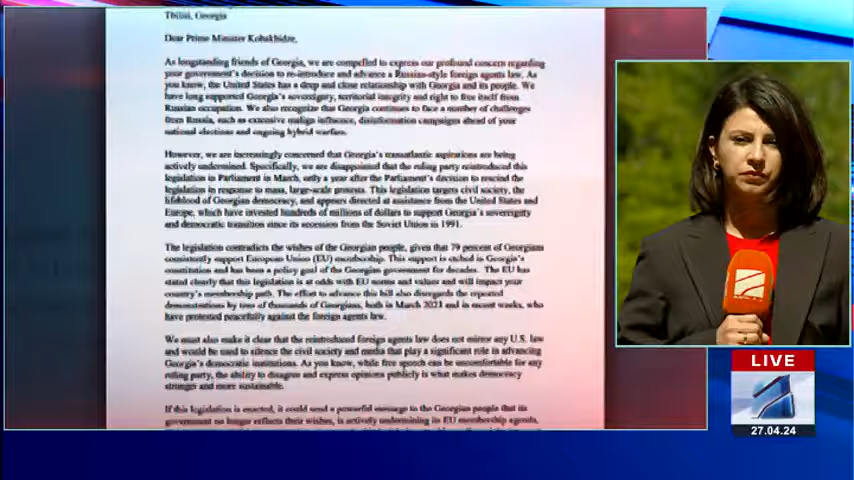 Tbilisi, Georgia
Dear Prime Minister Kobakhidze,
As longstanding friends of Georgia, we are compelled to express our profound concern regarding
your government's decision to re-introduce and advance a Russian-style foreign agents law. As
you know, the United States has a deep and close relationship with Georgia and its people. We
have long supported Georgia's sovereignty, territorial integrity and right to free itself from
Russian occupation. We also recognize that Georgia continues to face a number of challenges
from Russia, such as extensive malign influence, disinformation campaigns ahead of your
national elections and ongoing hybrid warfare.
However, we are increasingly concerned that Georgia's transatlantic aspirations are being
actively undermined. Specifically, we are disappointed that the ruling party reintroduced this
legislation in Parliament in March, only a year after the Parliament's decision to rescind the
legislation in response to mass, large-scale protests. This legislation targets civil society, the
lifeblood of Georgian democracy, and appears directed at assistance from the United States and
Europe, which have invested hundreds of millions of dollars to support Georgia's sovereignty
and democratic transition since its secession from the Soviet Union in 1991.
The legislation contradicts the wishes of the Georgian people, given that 79 percent of Georgians
consistently support European Union (EU) membership. This support is etched in Georgia's
constitution and has been a policy goal of the Georgian government for decades. The EU has
stated clearly that this legislation is at odds with EU norms and values and will impact your
country's membership path. The effort to advance this bill also disregards the reported
demonstrations by tens of thousands of Georgians, both in March 2023 and in recent weeks, who
have protested peacefully against the foreign agents law.
We must also make it clear that the reintroduced foreign agents law does not mirror any U.S. law
and would be used to silence the civil society and media that play a significant role in advancing
Georgia's democratic institutions. As you know, while free speech can be uncomfortable for any
ruling party, the ability to disagree and express opinions publicly is what makes democracy
stronger and more sustainable.
If this legislation is enacted, it could send a powerful message to the Georgian people that its
government no longer reflects their wishes, is actively undermining its EU membership agenda,
LIVE
27.04.24